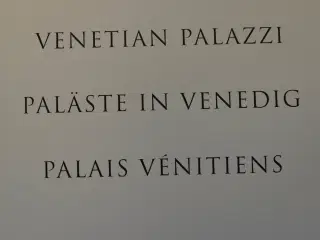 VENETIAN PALAZZI
PALÄSTE IN VENEDIG
PALAIS VÉNITIENS